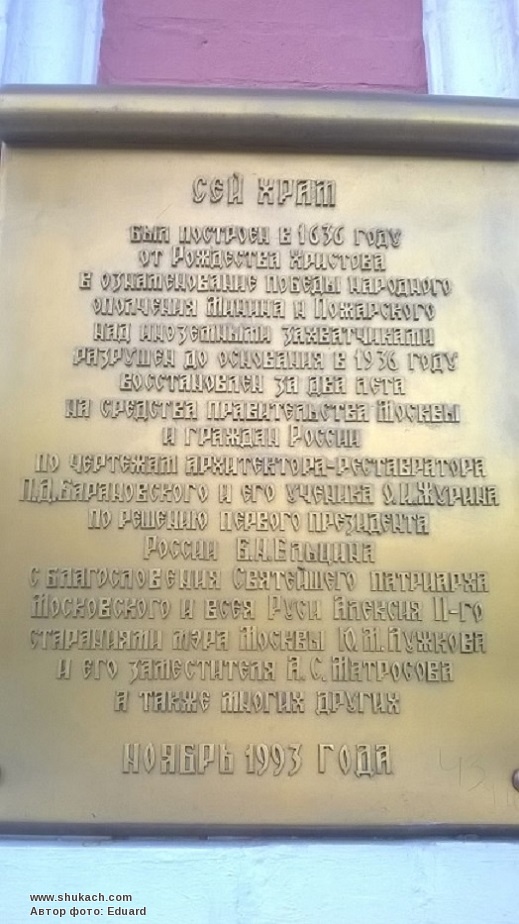 СЕЙ ХРАМ
БЫЛ ПОСТРОЕН В 1636 ГОДУ
ОТ РОЖДЕСТВА ХРИСТОВА
В ОЗНАМЕНОВАНИЕ ПОБЕДЫ НАРОДНОГО
ОПОЛЧЕНИЯ МИНИНА И ПОЖАРСКОГО
НАД ИНОЗЕМНЫМИ ЗАХВАТЧИКАМИ
РАЗРУШЕН ДО ОСНОВАНИЯ В 1936 ГОДУ
ВОССТАНОВЛЕН ЗА ДВА ЛЕТА
НА СРЕДСТВА ПРАВИТЕЛЬСТВА МОСКВЫ
И ГРАЖДАН РОССИИ
ПО ЧЕРТЕЖАМ АРХИТЕКТОРА-РЕСТАВРАТОРА
П.Д.БАРАНОВСКОГО И ЕГО УЧЕНИКА О.И.ЖУРИНА
ПО РЕШЕНИЮ ПЕРВОГО ПРЕЗИДЕНТА
РОССИИ Б.Н.ЕЛЬЦИНА
С БЛАГОСЛОВЕНИЯ СВЯТЕЙШЕГО ПАТРИАРХА
МОСКОВСКОГО И ВСЕЯ РУСИ АЛЕКСИЯ II-ГО
СТАРАНИЯМИ МЭРА МОСКВЫ Ю.М.ЛУЖКОВА
И ЕГО ЗАМЕСТИТЕЛЯ А.С.МАТРОСОВА
А ТАКЖЕ МНОГИХ ДРУГИХ
НОЯБРЬ 1993 ГОДА
www.shukach.com
Автор фото: Eduard